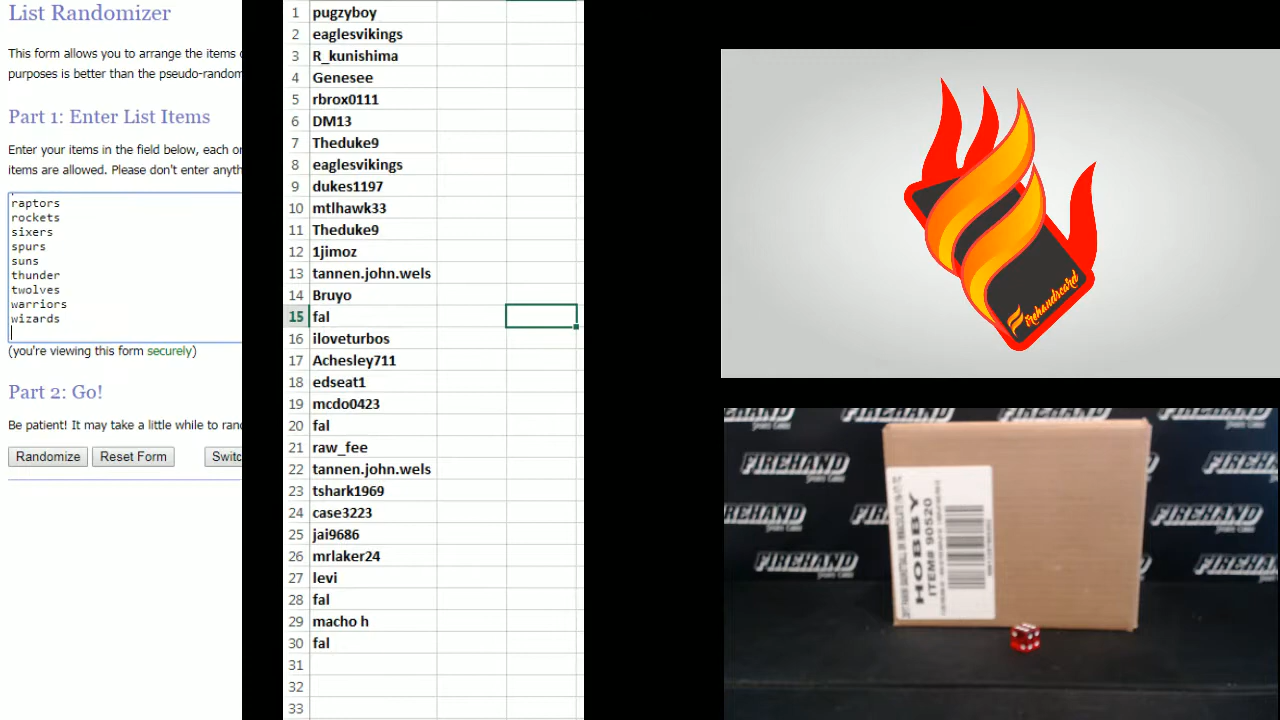 List Randomizer
This form allows you to arrange the items
purposes is better than the pseudo-random
Part 1: Enter List Items
Enter your items in the field below, each
items are allowed. Please don't enter
raptors
rockets
sixers
spurs
suns
thunder
twolves
warriors
wizards
(you're viewing this form securely)
Part 2: Go!
Be patient! It may take a little while to
Randomize
Reset Form
1 pugzyboy
2 eaglesvikings
3 R_kunishima
4 Genesee
5 rbrox0111
6 DM13
7 Theduke9
8 eaglesvikings
9 dukes1197
10 mtlhawk33
11 Theduke9
12 1jimoz
13 tannen.john.wels
14 Bruyo
15 fal
16 iloveturbos
17 Achesley711
18 edseat1
19 mcdo0423
20 fal
21 raw_fee
22 tannen.john.wels
23 tshark1969
24 case3223
25 jai9686
26 mrlaker24
27 levi
28 fal
29 macho h
30 fal
31
32
33
Firehandscard
FIREHAND
FIREHAND
FIREHAND
FIREHAND
FIREHAND
HOBBY
ITEM# 90520